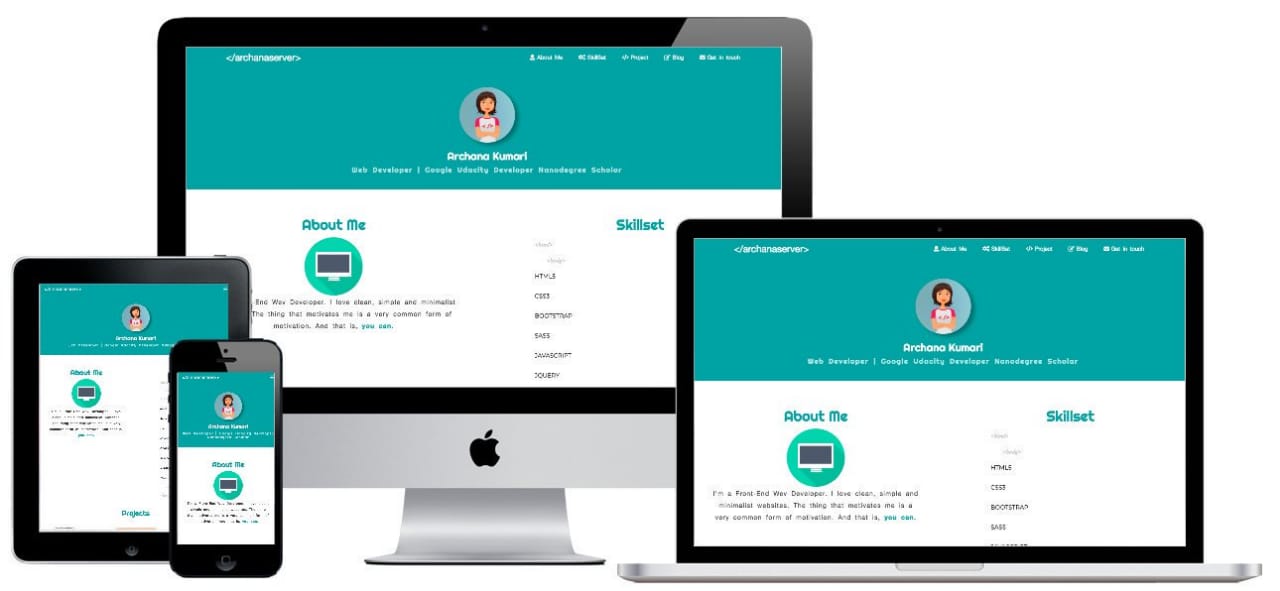 </archanaserver>
About Me
SkillSet
Project
Blog
Get in touch
Archana Kumari
Web Developer | Google Udacity Developer Nanodegree Scholar
About Me
End Wev Developer. I love clean, simple and minimalist
The thing that motivates me is a very common form of
motivation. And that is, you can.
Skillset
<html>
<body>
HTML5
CSS3
BOOTSTRAP
SASS
JAVASCRIPT
JQUERY
</archanaserver>
About Me
SkillSet
Project
Blog
Get in touch
Archana Kumari
Web Developer | Google Udacity Developer Nanodegree Scholar
About Me
I'm a Front-End Wev Developer. I love clean, simple and
minimalist websites. The thing that motivates me is a
very common form of motivation. And that is, you can.
Skillset
<html>
<body>
HTML5
CSS3
BOOTSTRAP
SASS
Archana Kumari
About Me
you can.
Projects
Archana Kumari
About Me